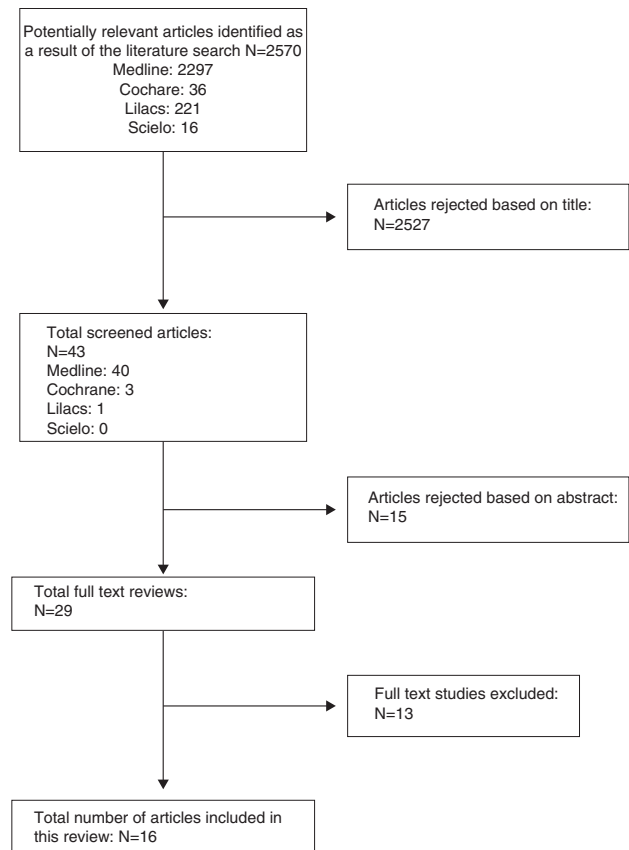 Potentially relevant articles identified as
a result of the literature search N=2570
Medline: 2297
Cochare: 36
Lilacs: 221
Scielo: 16
Articles rejected based on title:
N=2527
Total screened articles:
N=43
Medline: 40
Cochrane: 3
Lilacs: 1
Scielo: 0
Articles rejected based on abstract:
N=15
Total full text reviews:
N=29
Full text studies excluded:
N=13
Total number of articles included in
this review: N=16